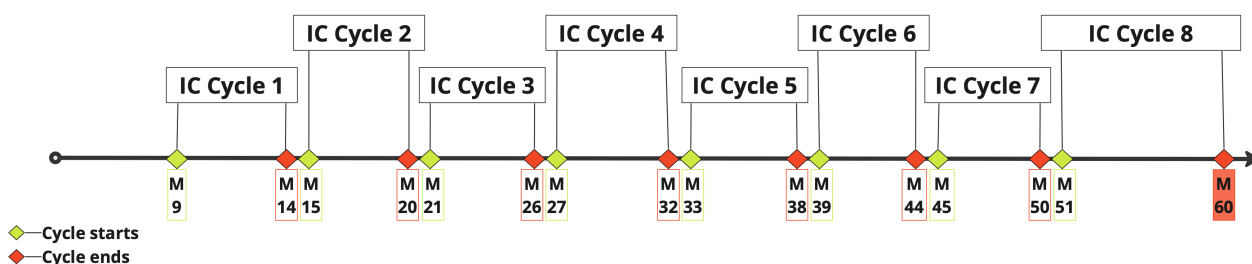 IC Cycle 2
IC Cycle 4
IC Cycle 6
IC Cycle 8
IC Cycle 1
IC Cycle 3
IC Cycle 5
IC Cycle 7
M
9
M
14
M
15
M
20
M
21
M
26
M
27
M
32
M
33
M
38
M
39
M
44
M
45
M
50
M
51
M
60
Cycle starts
Cycle ends